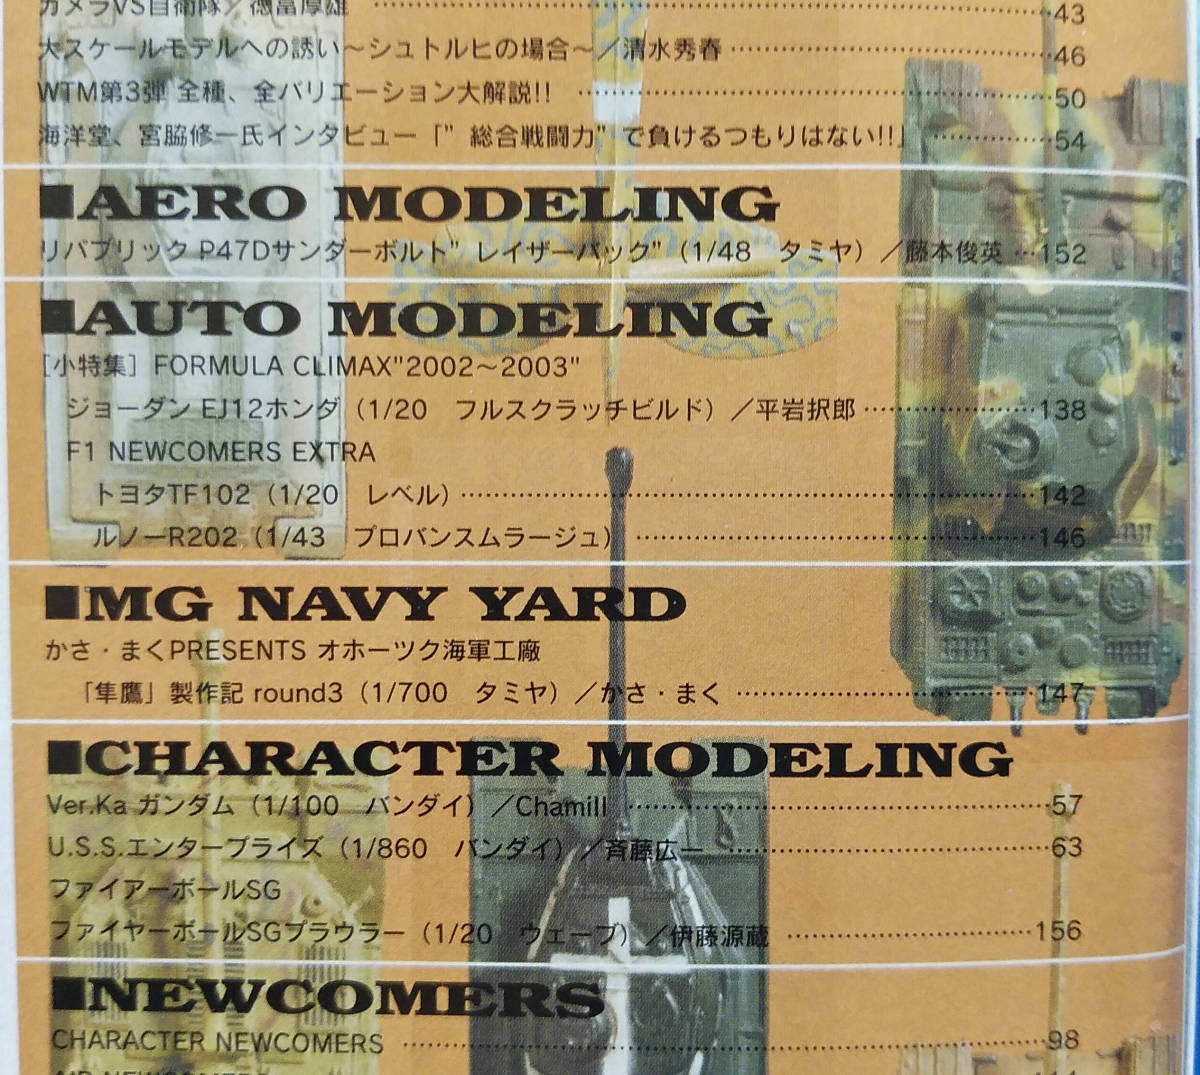 ガメラVS自衛隊／徳富厚雄 ……43
大スケールモデルへの誘い～シュトルヒの場合～／清水秀春 ……46
WTM第3弾 全種、全バリエーション大解説!! ……50
海洋堂、宮脇修一氏インタビュー「"総合戦闘力"で負けるつもりはない!!」 ……54
■AERO MODELING
リパブリック P47Dサンダーボルト"レイザーバック"（1/48　タミヤ）／藤本俊英 …152
■AUTO MODELING
［小特集］FORMULA CLIMAX"2002～2003"
ジョーダン EJ12ホンダ（1/20　フルスクラッチビルド）／平岩択郎 ……138
F1 NEWCOMERS EXTRA
トヨタTF102（1/20　レベル） ……142
ルノーR202（1/43　プロバンスムラージュ） ……146
■MG NAVY YARD
かさ・まくPRESENTS オホーツク海軍工廠
「隼鷹」製作記 round3（1/700　タミヤ）／かさ・まく ……147
■CHARACTER MODELING
Ver.Ka ガンダム（1/100　バンダイ）／Chamill ……57
U.S.S.エンタープライズ（1/860　バンダイ）／斉藤広一 ……63
ファイアーボールSG
ファイヤーボールSGプラウラー（1/20　ウェーブ）／伊藤源蔵 ……156
■NEWCOMERS
CHARACTER NEWCOMERS ……98